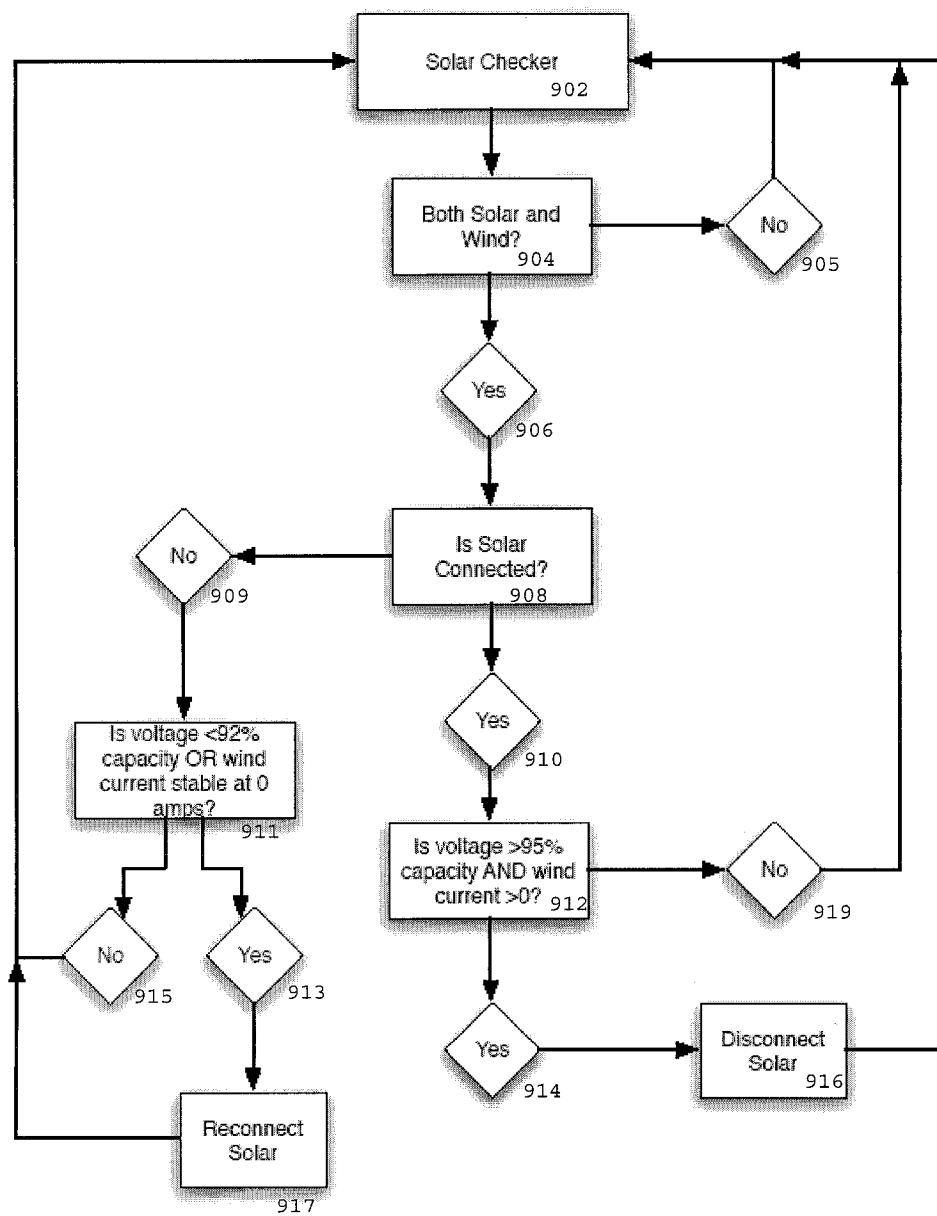 Solar Checker
902
Both Solar and
Wind?
904
No
905
Yes
906
Is Solar
Connected?
908
No
909
Yes
910
Is voltage <92%
capacity OR wind
current stable at 0
amps?
911
Is voltage >95%
capacity AND wind
current >0?
912
No
919
No
915
Yes
913
Yes
914
Disconnect
Solar
916
Reconnect
Solar
917